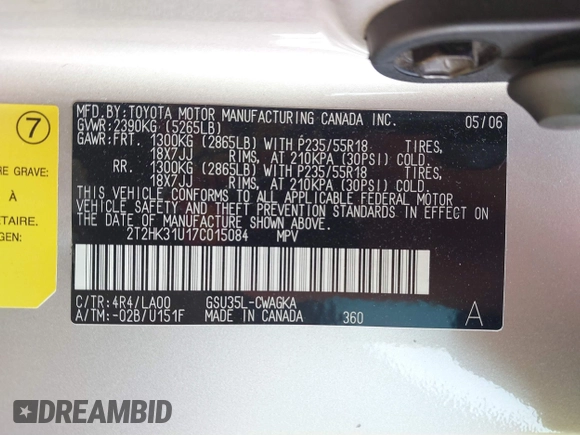 MFD. BY: TOYOTA MOTOR MANUFACTURING CANADA INC. 05/06
GVWR: 2390KG (5265LB)
GAWR: FRT. 1300KG (2865LB) WITH P235/55R18 TIRES,
18X7JJ RIMS, AT 210KPA (30PSI) COLD.
RR. 1300KG (2865LB) WITH P235/55R18 TIRES,
18X7JJ RIMS, AT 210KPA (30PSI) COLD.
THIS VEHICLE CONFORMS TO ALL APPLICABLE FEDERAL MOTOR
VEHICLE SAFETY AND THEFT PREVENTION STANDARDS IN EFFECT
ON THE DATE OF MANUFACTURE SHOWN ABOVE.
2T2HK31U17C015084 MPV
C/TR: 4R4/LA00 GSU35L-CWAGKA
A/TM: -02B/U151F MADE IN CANADA 360 A
7
E GRAVE:
À
ÉTAIRE.
GEN:
DREAMBID